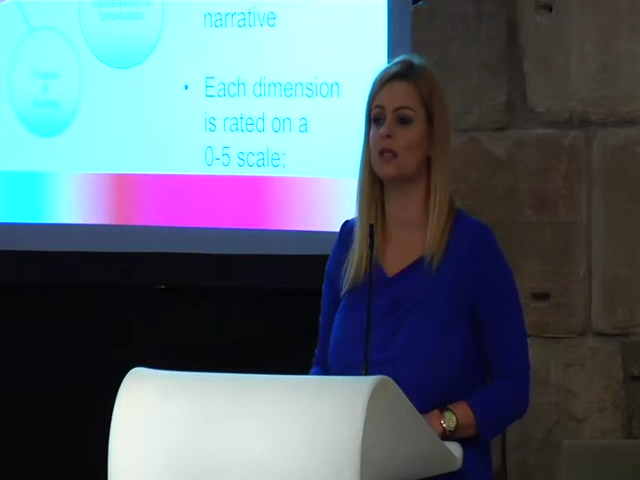 narrative
• Each dimension
is rated on a
0-5 scale: